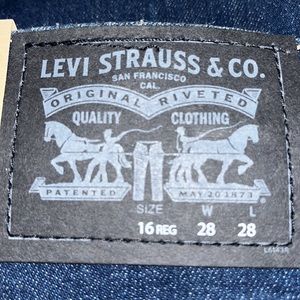 LEVI STRAUSS & CO.
SAN FRANCISCO
CAL.
ORIGINAL RIVETED
QUALITY CLOTHING
PATENTED MAY 20 1873
SIZE W L
16 REG 28 28